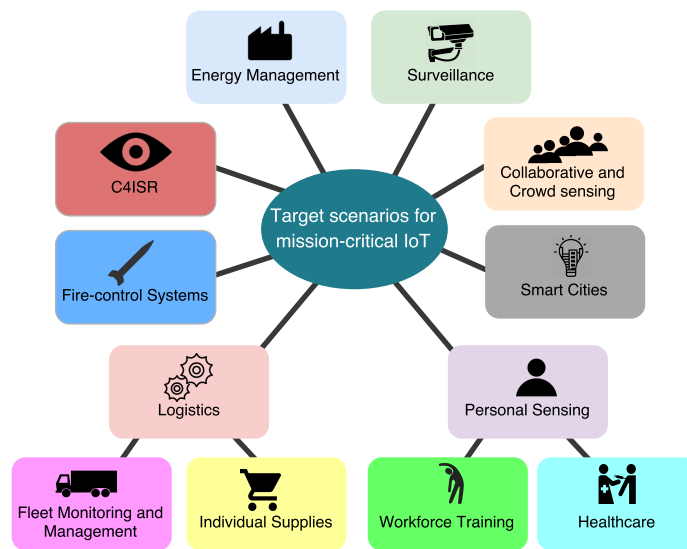 Energy Management
Surveillance
C4ISR
Collaborative and
Crowd sensing
Target scenarios for
mission-critical IoT
Fire-control Systems
Smart Cities
Logistics
Personal Sensing
Fleet Monitoring and
Management
Individual Supplies
Workforce Training
Healthcare